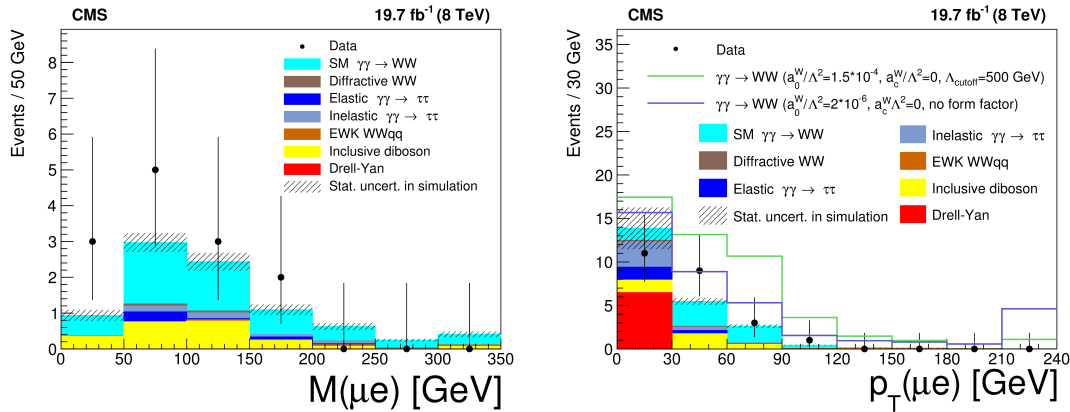 CMS 19.7 fb⁻¹ (8 TeV)
Events / 50 GeV
8
7
6
5
4
3
2
1
0
Data
SM γγ → WW
Diffractive WW
Elastic γγ → ττ
Inelastic γγ → ττ
EWK WWqq
Inclusive diboson
Drell-Yan
Stat. uncert. in simulation
0 50 100 150 200 250 300 350
M(μe) [GeV]
CMS 19.7 fb⁻¹ (8 TeV)
Events / 30 GeV
35
30
25
20
15
10
5
0
Data
γγ → WW (a₀ᵂ/Λ²=1.5*10⁻⁴, a_cᵂ/Λ²=0, Λcutoff=500 GeV)
γγ → WW (a₀ᵂ/Λ²=2*10⁻⁶, a_cᵂ/Λ²=0, no form factor)
SM γγ → WW
Diffractive WW
Elastic γγ → ττ
Stat. uncert. in simulation
Inelastic γγ → ττ
EWK WWqq
Inclusive diboson
Drell-Yan
0 30 60 90 120 150 180 210 240
p_T(μe) [GeV]